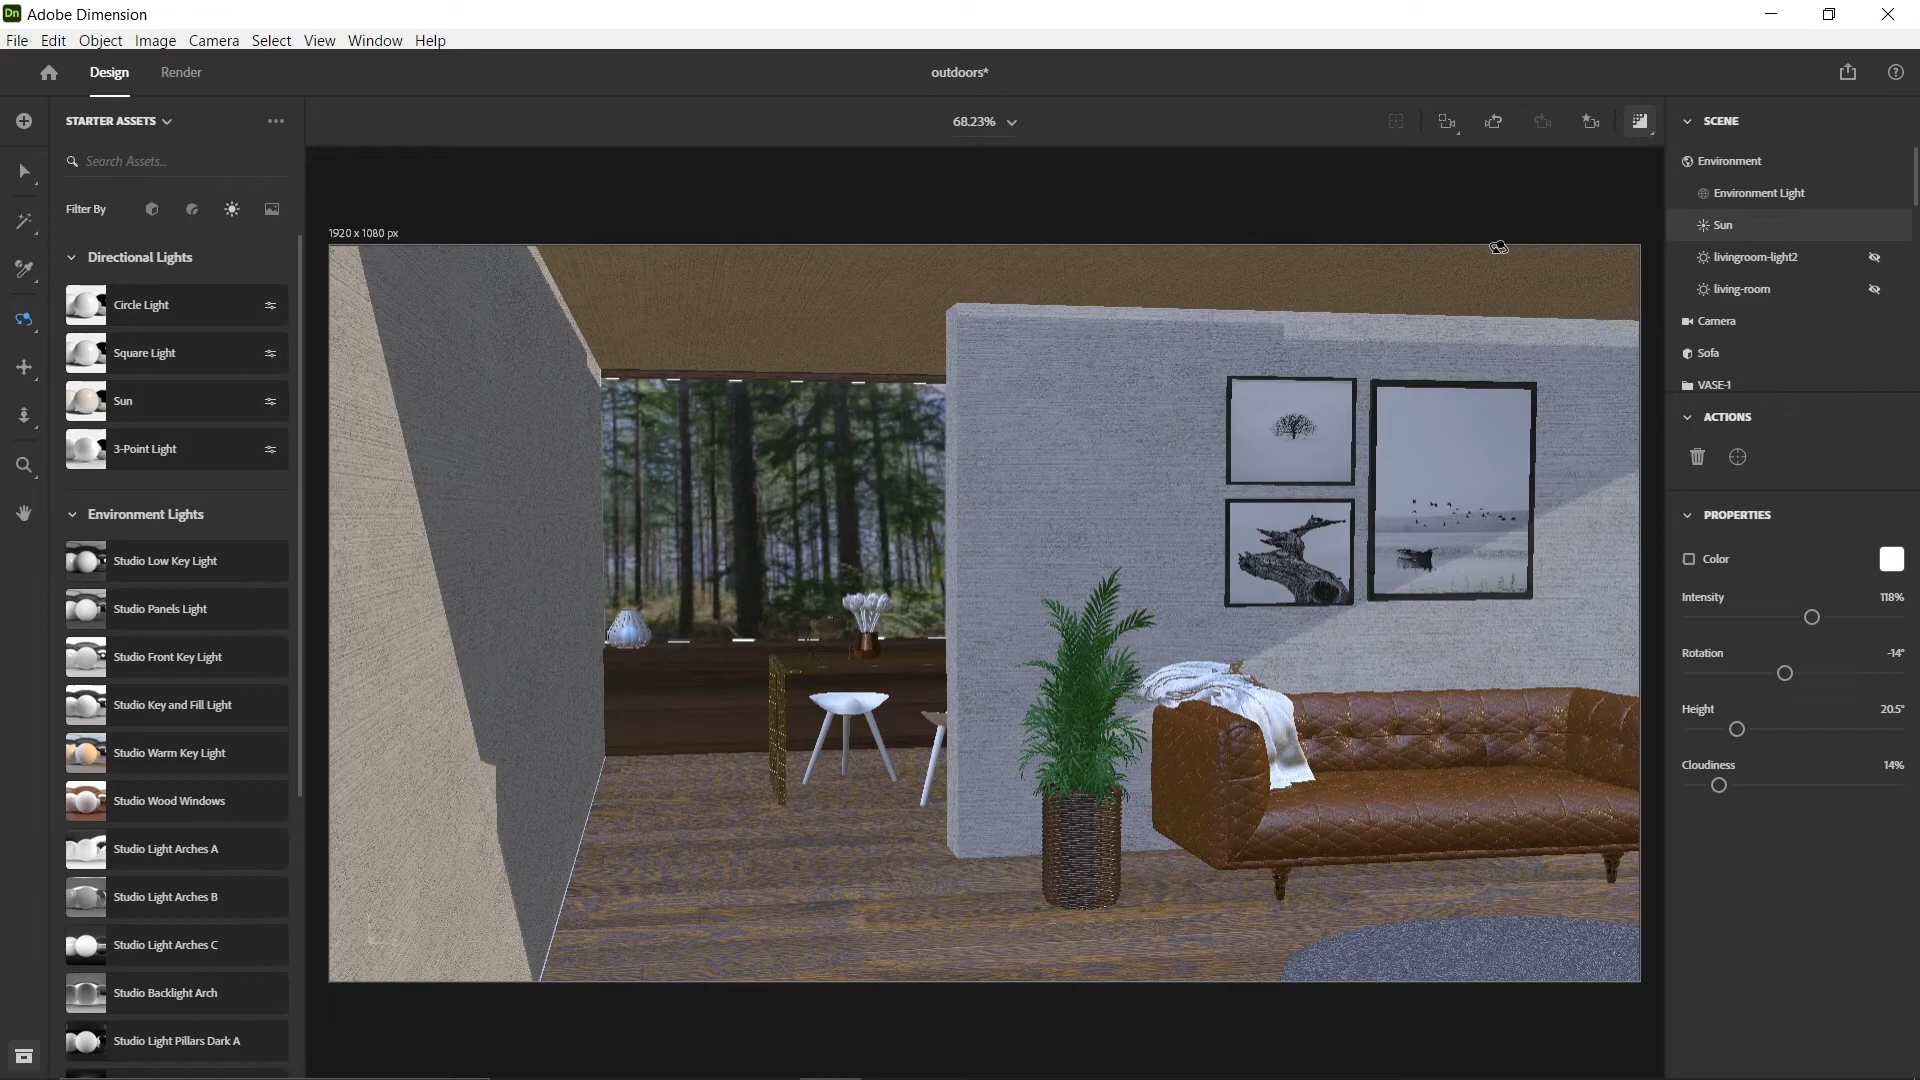 Dn Adobe Dimension
File Edit Object Image Camera Select View Window Help
Design Render
outdoors*
STARTER ASSETS
68.23%
Search Assets...
Filter By
Directional Lights
Circle Light
Square Light
Sun
3-Point Light
Environment Lights
Studio Low Key Light
Studio Panels Light
Studio Front Key Light
Studio Key and Fill Light
Studio Warm Key Light
Studio Wood Windows
Studio Light Arches A
Studio Light Arches B
Studio Light Arches C
Studio Backlight Arch
Studio Light Pillars Dark A
1920 x 1080 px
SCENE
Environment
Environment Light
Sun
livingroom-light2
living-room
Camera
Sofa
VASE-1
ACTIONS
PROPERTIES
Color
Intensity 118%
Rotation -14°
Height 20.5°
Cloudiness 14%